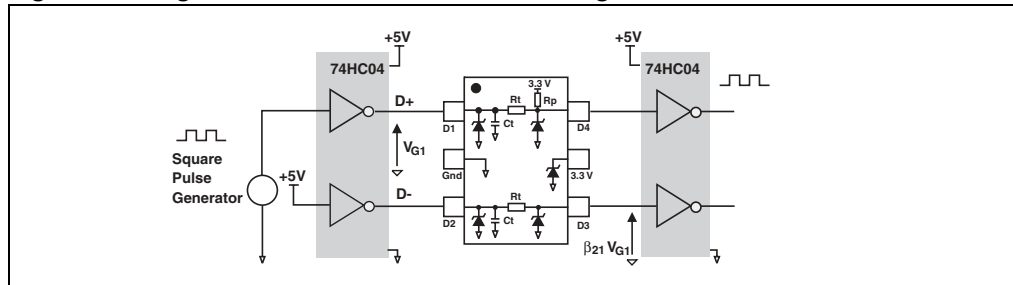 +5V
+5V
74HC04
74HC04
3.3 V
D+
Rt
Rp
D1
Ct
D4
Square
Pulse
Generator
VG1
+5V
Gnd
3.3 V
D-
Rt
D2
Ct
D3
β21 VG1